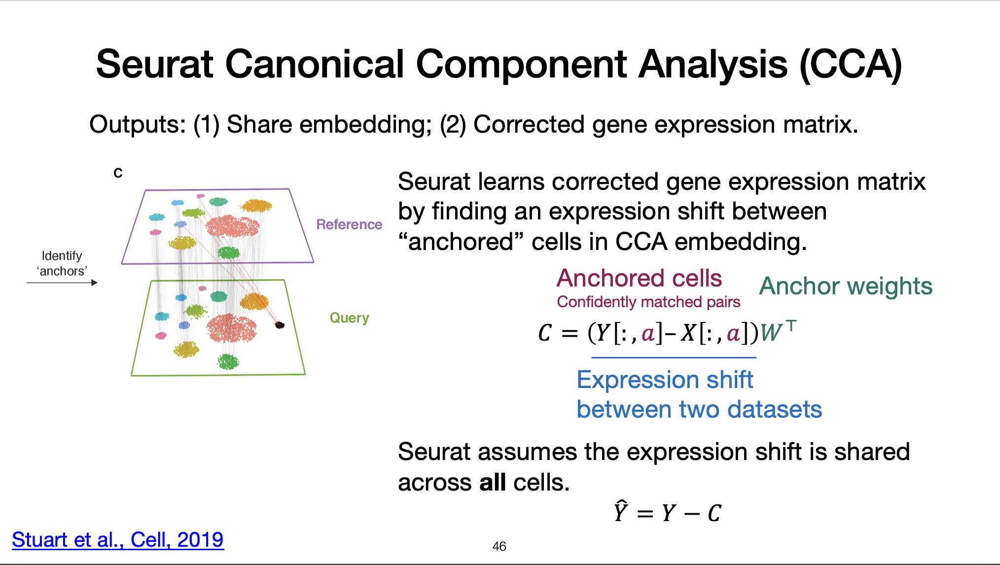 Seurat Canonical Component Analysis (CCA)
Outputs: (1) Share embedding; (2) Corrected gene expression matrix.
C
Reference
Identify
‘anchors’
Query
Seurat learns corrected gene expression matrix
by finding an expression shift between
“anchored” cells in CCA embedding.
Anchored cells
Confidently matched pairs
Anchor weights
C = (Y[:,a]–X[:,a])W⊤
Expression shift
between two datasets
Seurat assumes the expression shift is shared
across all cells.
Ŷ = Y − C
Stuart et al., Cell, 2019
46